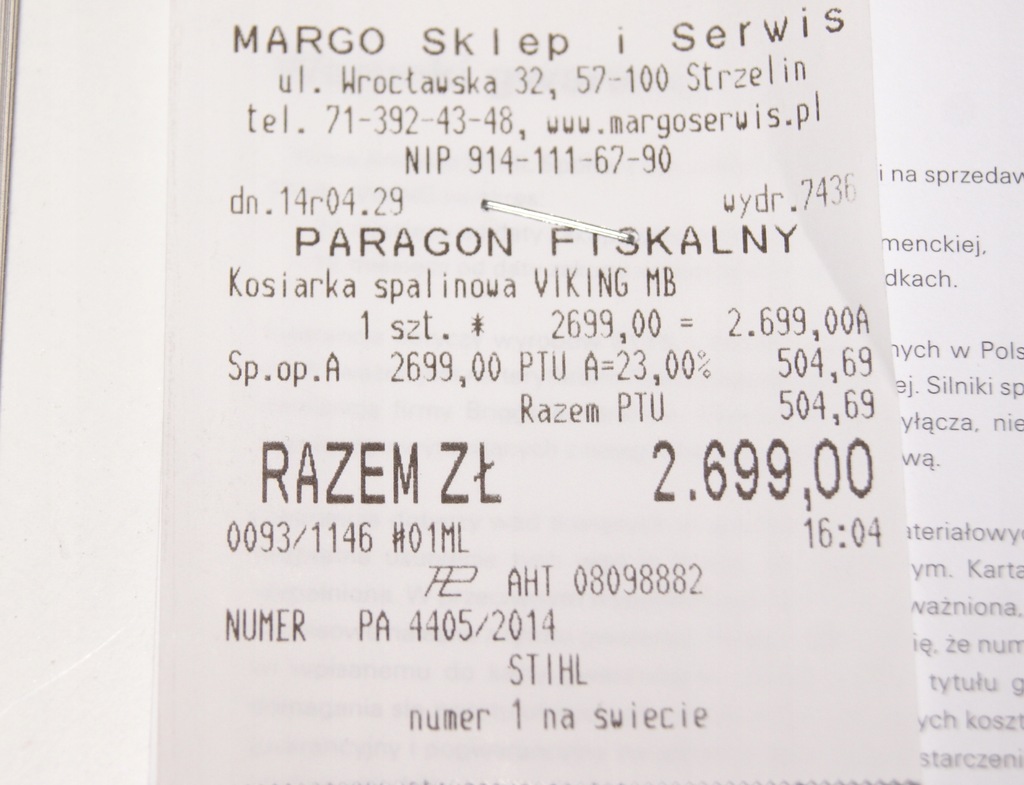 MARGO Sklep i Serwis
ul. Wrocławska 32, 57-100 Strzelin
tel. 71-392-43-48, www.margoserwis.pl
NIP 914-111-67-90
dn.14r04.29 wydr.7436
PARAGON FISKALNY
Kosiarka spalinowa VIKING MB
1 szt. * 2699,00 = 2.699,00A
Sp.op.A 2699,00 PTU A=23,00% 504,69
Razem PTU 504,69
RAZEM ZŁ 2.699,00
0093/1146 #01ML 16:04
AHT 08098882
NUMER PA 4405/2014
STIHL
numer 1 na swiecie
i na sprzedaw
menckiej,
dkach.
nych w Pols
ej. Silniki sp
yłącza, nie
wą.
ateriałowy
ym. Karta
ważniona,
ię, że num
tytułu g
ych koszt
starczeni